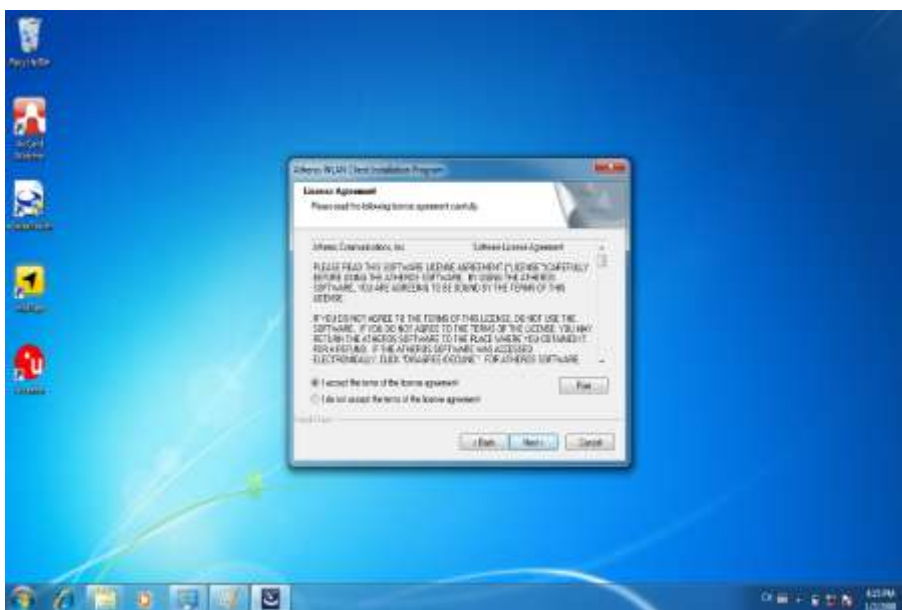 Atheros WLAN Client Installation Program
License Agreement
Please read the following license agreement carefully.
Atheros Communications, Inc. Software License Agreement
PLEASE READ THIS SOFTWARE LICENSE AGREEMENT ("LICENSE") CAREFULLY
BEFORE USING THE ATHEROS SOFTWARE. BY USING THE ATHEROS
SOFTWARE, YOU ARE AGREEING TO BE BOUND BY THE TERMS OF THIS
LICENSE.
IF YOU DO NOT AGREE TO THE TERMS OF THIS LICENSE, DO NOT USE THE
SOFTWARE. IF YOU DO NOT AGREE TO THE TERMS OF THE LICENSE, YOU MAY
RETURN THE ATHEROS SOFTWARE TO THE PLACE WHERE YOU OBTAINED IT
FOR A REFUND. IF THE ATHEROS SOFTWARE WAS ACCESSED
ELECTRONICALLY, CLICK "DISAGREE/DECLINE". FOR ATHEROS SOFTWARE
I accept the terms of the license agreement
Print
I do not accept the terms of the license agreement
< Back Next > Cancel